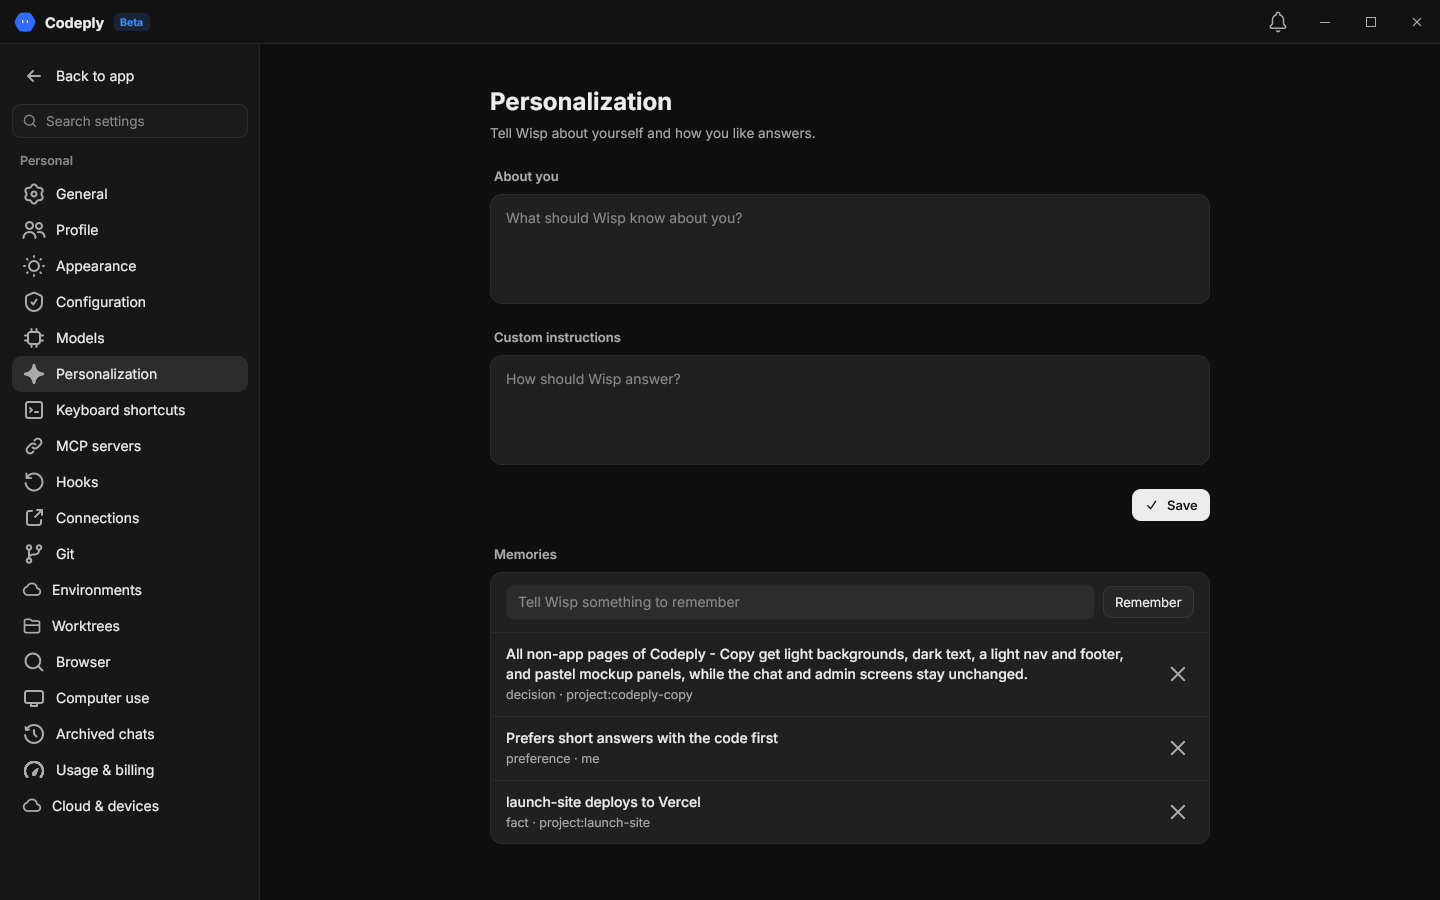 Codeply Beta
Back to app
Search settings
Personal
General
Profile
Appearance
Configuration
Models
Personalization
Keyboard shortcuts
MCP servers
Hooks
Connections
Git
Environments
Worktrees
Browser
Computer use
Archived chats
Usage & billing
Cloud & devices
Personalization
Tell Wisp about yourself and how you like answers.
About you
What should Wisp know about you?
Custom instructions
How should Wisp answer?
Save
Memories
Tell Wisp something to remember
Remember
All non-app pages of Codeply - Copy get light backgrounds, dark text, a light nav and footer,
and pastel mockup panels, while the chat and admin screens stay unchanged.
decision · project:codeply-copy
Prefers short answers with the code first
preference · me
launch-site deploys to Vercel
fact · project:launch-site